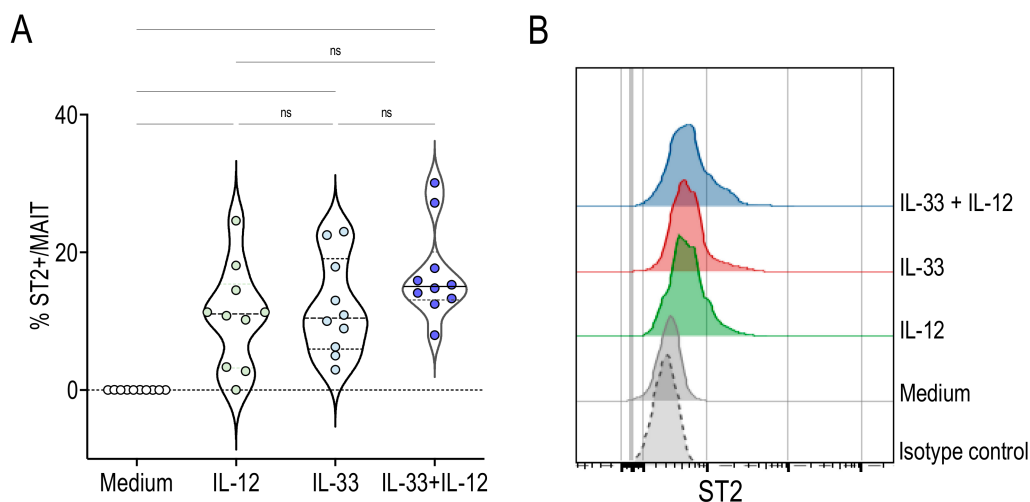 A
B
ns
ns
ns
% ST2+/MAIT
40
20
0
Medium
IL-12
IL-33
IL-33+IL-12
IL-33 + IL-12
IL-33
IL-12
Medium
Isotype control
ST2